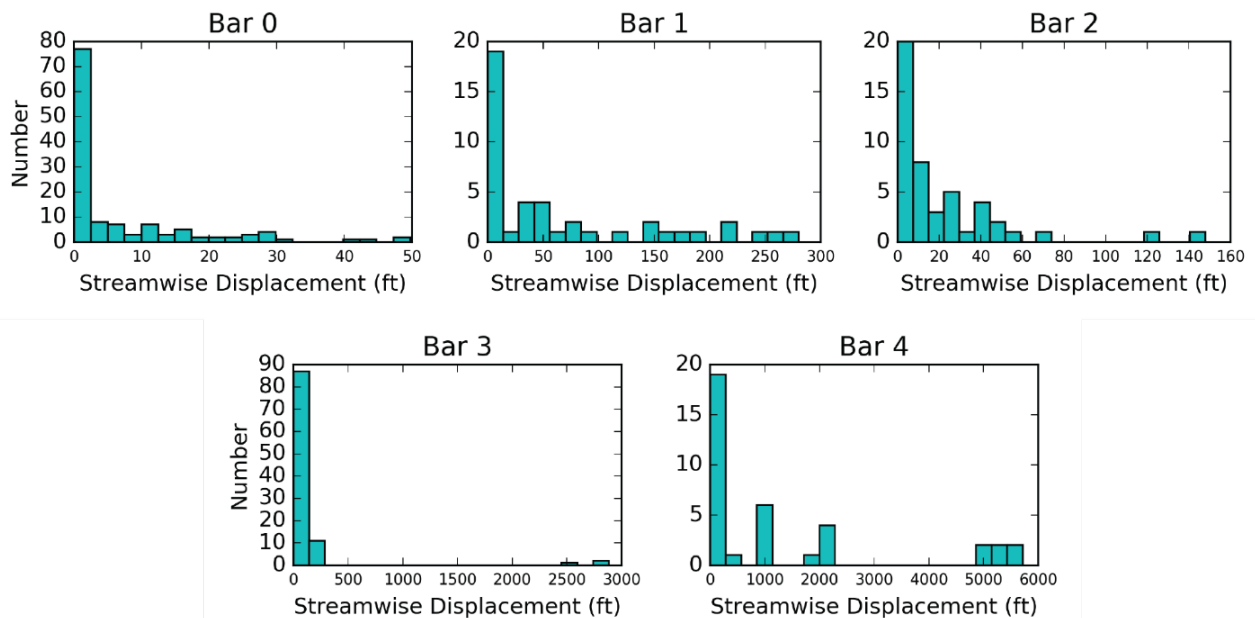 Bar 0
Bar 1
Bar 2
80
70
60
50
40
30
20
10
0
Number
0 10 20 30 40 50
Streamwise Displacement (ft)
20
15
10
5
0
0 50 100 150 200 250 300
Streamwise Displacement (ft)
20
15
10
5
0
0 20 40 60 80 100 120 140 160
Streamwise Displacement (ft)
Bar 3
Bar 4
90
80
70
60
50
40
30
20
10
0
Number
0 500 1000 1500 2000 2500 3000
Streamwise Displacement (ft)
20
15
10
5
0
0 1000 2000 3000 4000 5000 6000
Streamwise Displacement (ft)